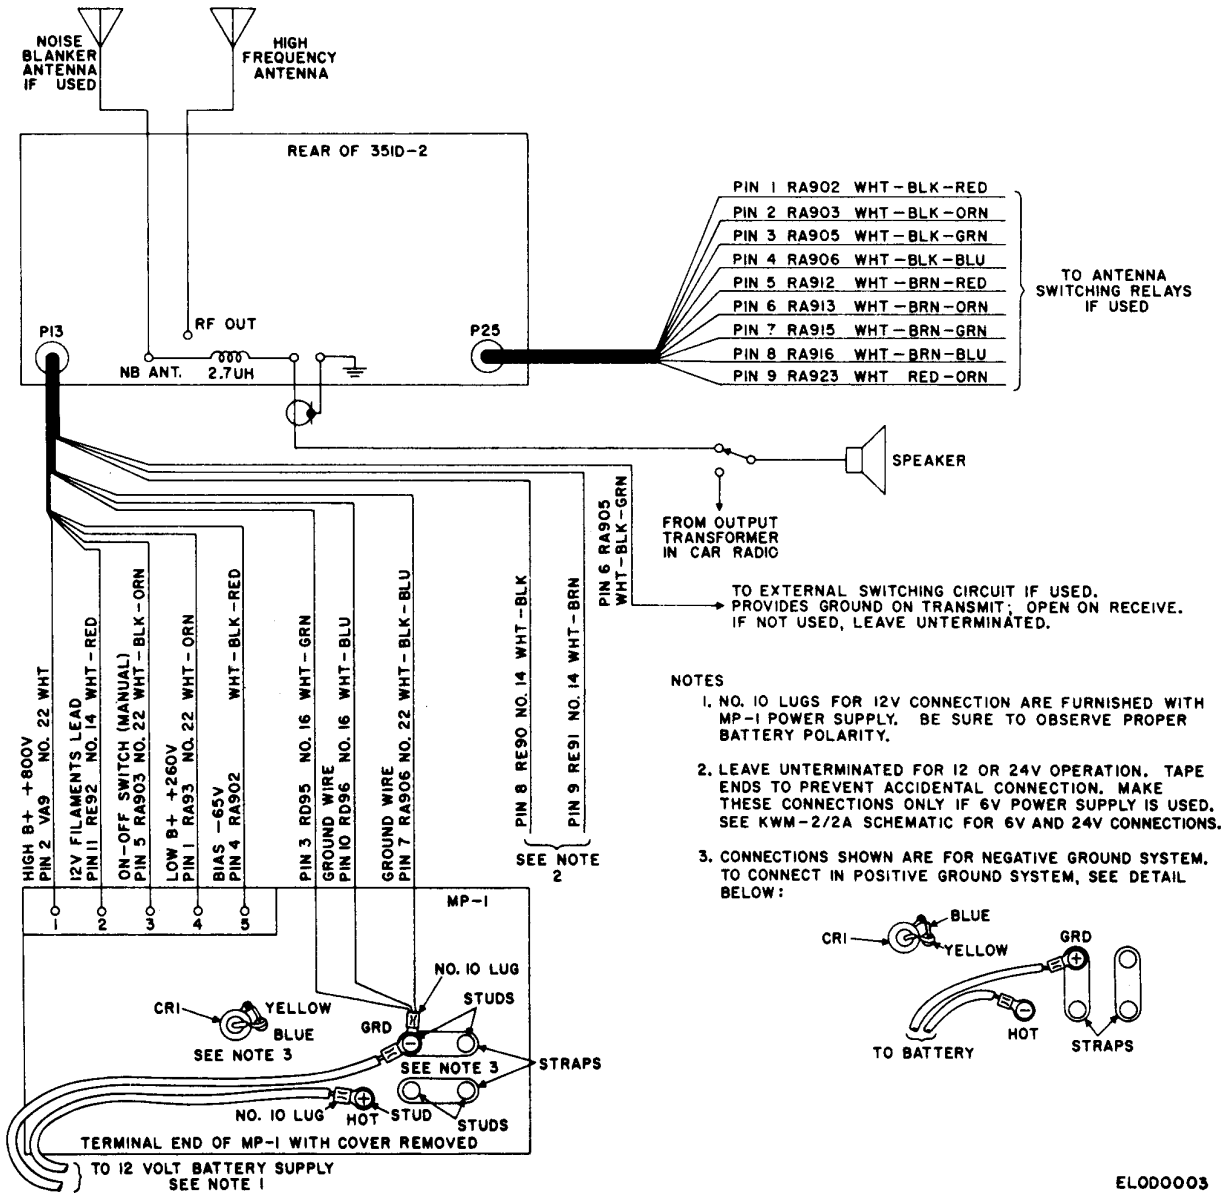 NOISE
BLANKER
ANTENNA
IF USED
HIGH
FREQUENCY
ANTENNA
REAR OF 351D-2
P13
RF OUT
NB ANT.
2.7UH
P25
PIN 1 RA902 WHT-BLK-RED
PIN 2 RA903 WHT-BLK-ORN
PIN 3 RA905 WHT-BLK-GRN
PIN 4 RA906 WHT-BLK-BLU
PIN 5 RA912 WHT-BRN-RED
PIN 6 RA913 WHT-BRN-ORN
PIN 7 RA915 WHT-BRN-GRN
PIN 8 RA916 WHT-BRN-BLU
PIN 9 RA923 WHT RED-ORN
TO ANTENNA
SWITCHING RELAYS
IF USED
SPEAKER
FROM OUTPUT
TRANSFORMER
IN CAR RADIO
PIN 6 RA905
WHT-BLK-GRN
TO EXTERNAL SWITCHING CIRCUIT IF USED.
PROVIDES GROUND ON TRANSMIT; OPEN ON RECEIVE.
IF NOT USED, LEAVE UNTERMINATED.
HIGH B+ +800V
PIN 2 VA9 NO. 22 WHT
12V FILAMENTS LEAD
PIN 11 RE92 NO. 14 WHT-RED
ON-OFF SWITCH (MANUAL)
PIN 5 RA903 NO. 22 WHT-BLK-ORN
LOW B+ +260V
PIN 1 RA93 NO. 22 WHT-ORN
BIAS -65V
PIN 4 RA902 WHT-BLK-RED
PIN 3 RD95 NO. 16 WHT-GRN
GROUND WIRE
PIN 10 RD96 NO. 16 WHT-BLU
GROUND WIRE
PIN 7 RA906 NO. 22 WHT-BLK-BLU
PIN 8 RE90 NO. 14 WHT-BLK
PIN 9 RE91 NO. 14 WHT-BRN
SEE NOTE
2
NOTES
1. NO. 10 LUGS FOR 12V CONNECTION ARE FURNISHED WITH
MP-1 POWER SUPPLY. BE SURE TO OBSERVE PROPER
BATTERY POLARITY.
2. LEAVE UNTERMINATED FOR 12 OR 24V OPERATION. TAPE
ENDS TO PREVENT ACCIDENTAL CONNECTION. MAKE
THESE CONNECTIONS ONLY IF 6V POWER SUPPLY IS USED.
SEE KWM-2/2A SCHEMATIC FOR 6V AND 24V CONNECTIONS.
3. CONNECTIONS SHOWN ARE FOR NEGATIVE GROUND SYSTEM.
TO CONNECT IN POSITIVE GROUND SYSTEM, SEE DETAIL
BELOW:
CR1
BLUE
YELLOW
GRD
+
HOT
TO BATTERY
STRAPS
MP-1
1 2 3 4 5
NO. 10 LUG
CR1
YELLOW
BLUE
SEE NOTE 3
GRD
STUDS
-
SEE NOTE 3
STRAPS
NO. 10 LUG
+
HOT
STUD
STUDS
TERMINAL END OF MP-1 WITH COVER REMOVED
TO 12 VOLT BATTERY SUPPLY
SEE NOTE 1
EL0D0003